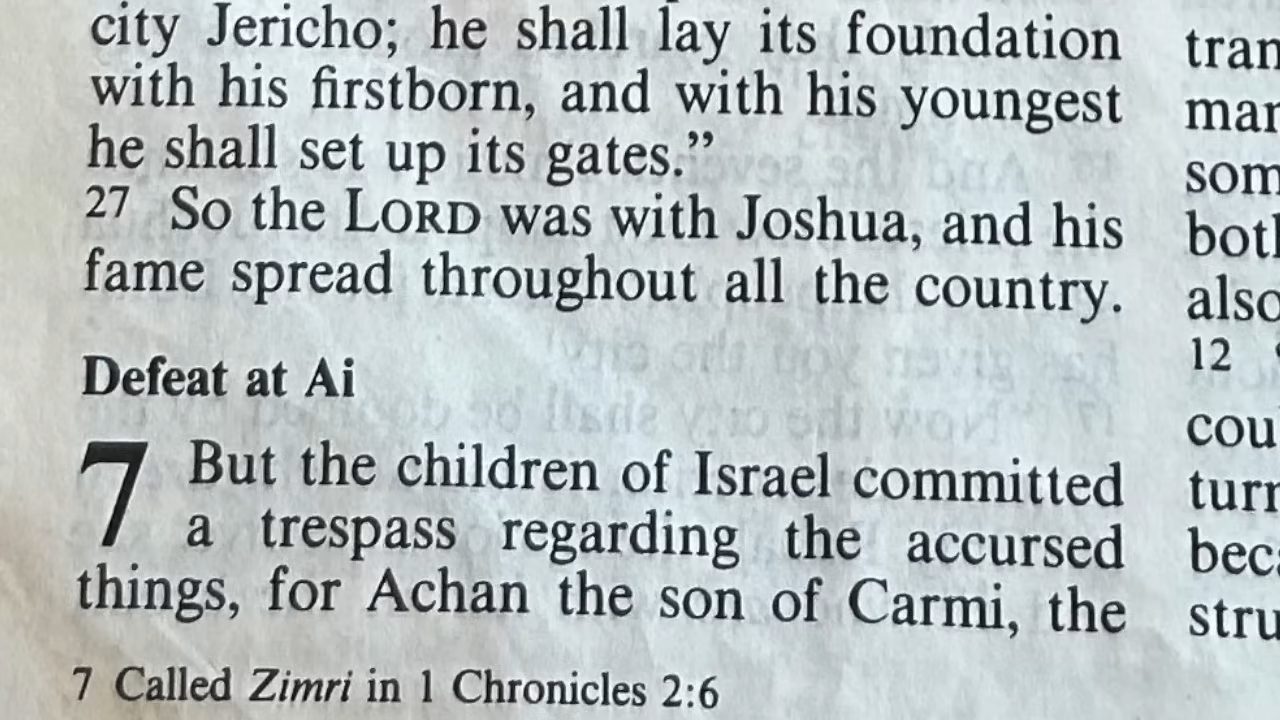 city Jericho; he shall lay its foundation
with his firstborn, and with his youngest
he shall set up its gates.”
27 So the LORD was with Joshua, and his
fame spread throughout all the country.
Defeat at Ai
7 But the children of Israel committed
a trespass regarding the accursed
things, for Achan the son of Carmi, the
7 Called Zimri in 1 Chronicles 2:6
also
12